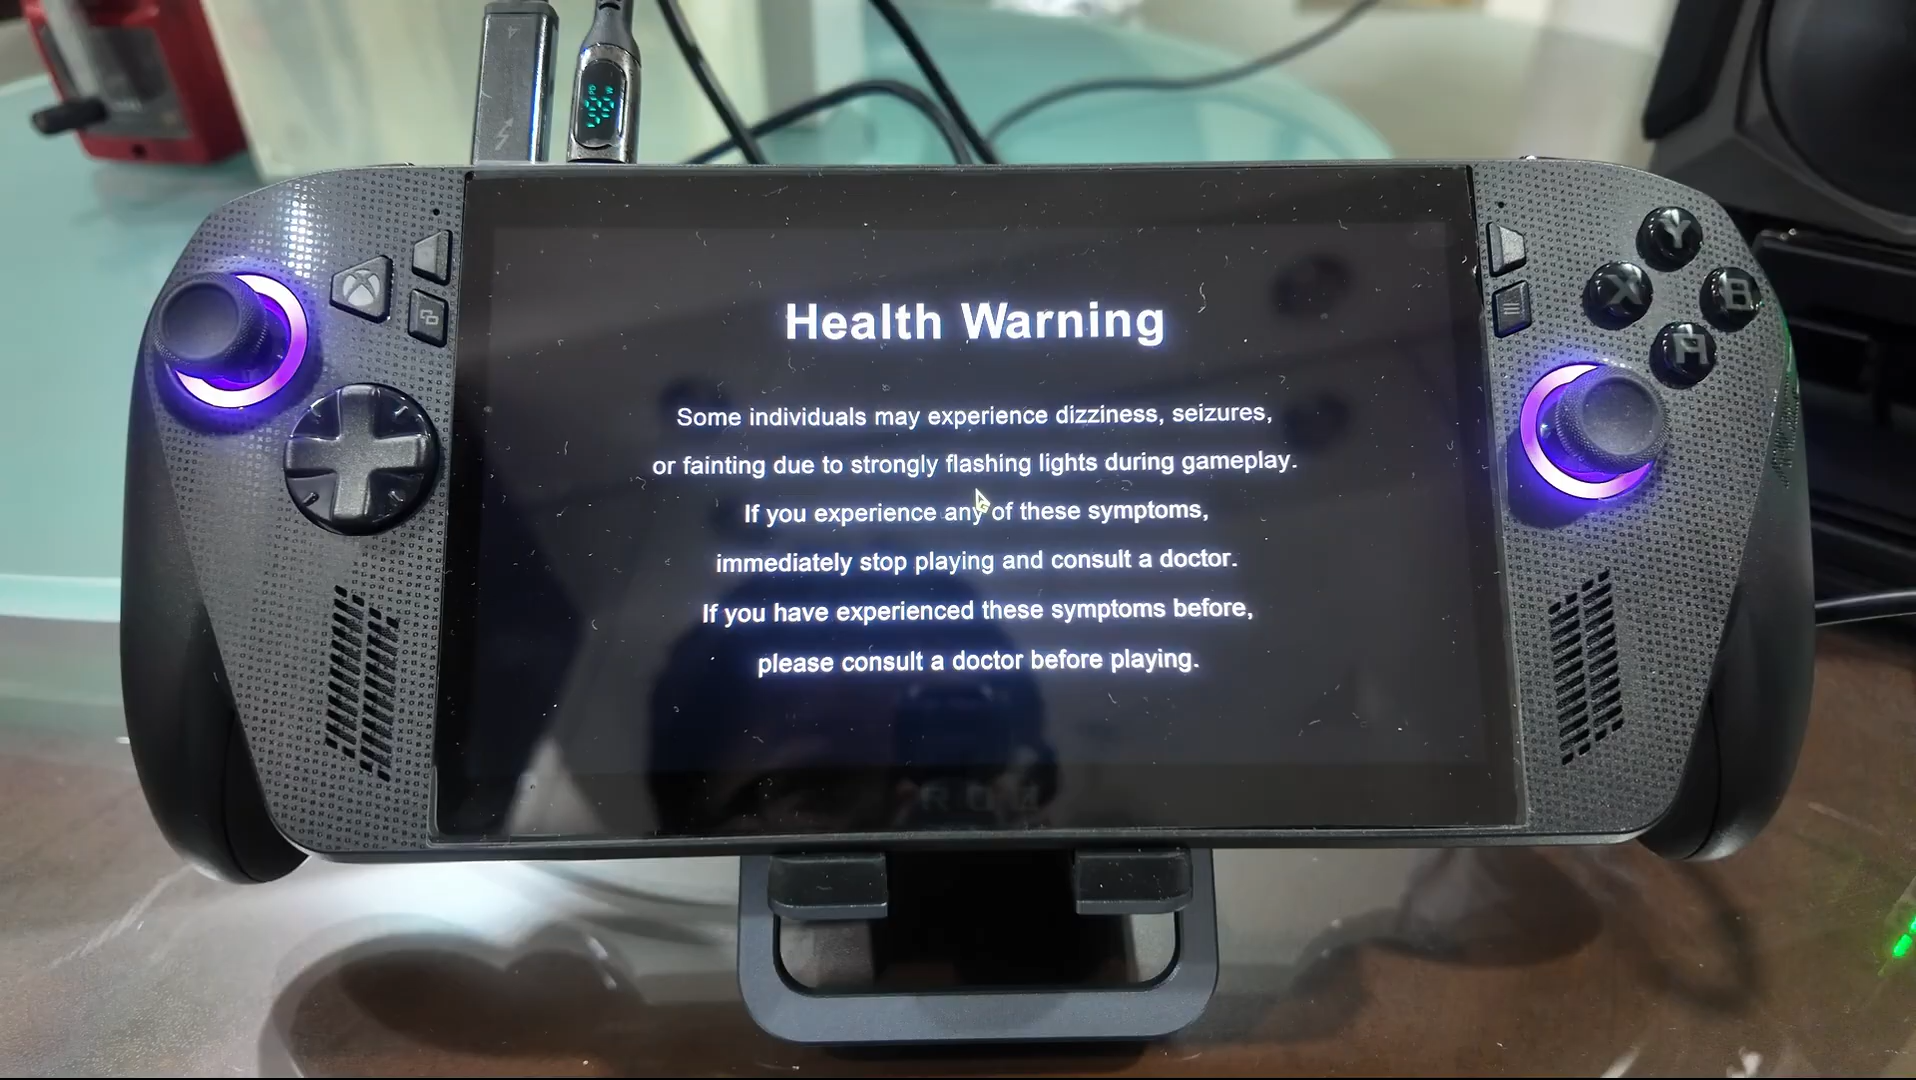 Health Warning
Some individuals may experience dizziness, seizures,
or fainting due to strongly flashing lights during gameplay.
If you experience any of these symptoms,
immediately stop playing and consult a doctor.
If you have experienced these symptoms before,
please consult a doctor before playing.
Y
X
B
A
ROG